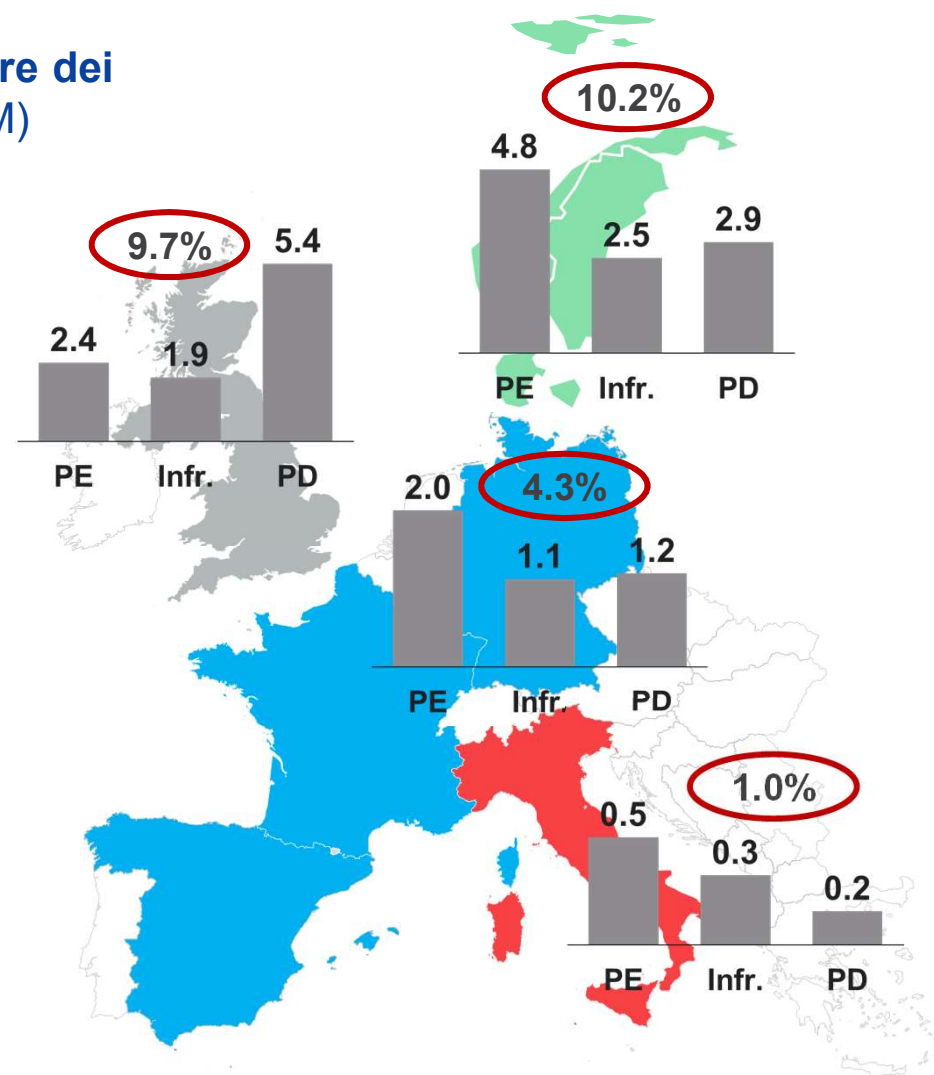 re dei
M)
10.2%
4.8
2.5
2.9
PE Infr. PD
9.7%
2.4
1.9
5.4
PE Infr. PD
4.3%
2.0
1.1
1.2
PE Infr. PD
1.0%
0.5
0.3
0.2
PE Infr. PD